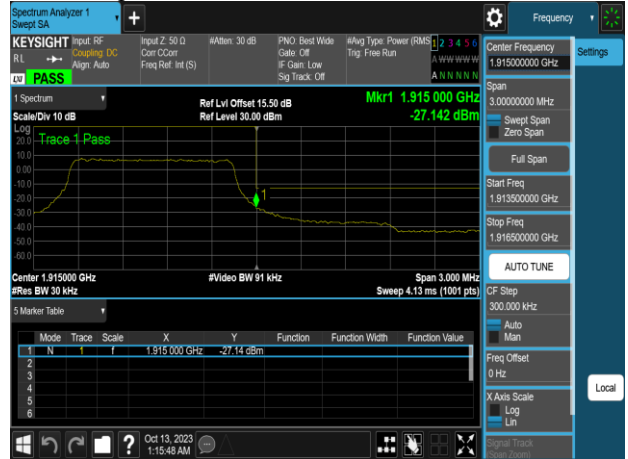 Spectrum Analyzer 1
Swept SA
Frequency
KEYSIGHT
RL
LXI
PASS
Input: RF
Coupling: DC
Align: Auto
Input Z: 50 Ω
Corr CCorr
Freq Ref: Int (S)
#Atten: 30 dB
PNO: Best Wide
Gate: Off
IF Gain: Low
Sig Track: Off
#Avg Type: Power (RMS
Trig: Free Run
1 2 3 4 5 6
A W W W W W
A N N N N N
1 Spectrum
Scale/Div 10 dB
Ref Lvl Offset 15.50 dB
Ref Level 30.00 dBm
Mkr1 1.915 000 GHz
-27.142 dBm
Log
Trace 1 Pass
20.0
10.0
0.00
-10.0
-20.0
-30.0
-40.0
-50.0
-60.0
1
Center 1.915000 GHz
#Res BW 30 kHz
#Video BW 91 kHz
Span 3.000 MHz
Sweep 4.13 ms (1001 pts)
5 Marker Table
Mode Trace Scale X Y Function Function Width Function Value
1 N 1 f 1.915 000 GHz -27.14 dBm
2
3
4
5
6
Oct 13, 2023
1:15:48 AM
Settings
Center Frequency
1.915000000 GHz
Span
3.00000000 MHz
Swept Span
Zero Span
Full Span
Start Freq
1.913500000 GHz
Stop Freq
1.916500000 GHz
AUTO TUNE
CF Step
300.000 kHz
Auto
Man
Freq Offset
0 Hz
X Axis Scale
Log
Lin
Signal Track
(Span Zoom)
Local